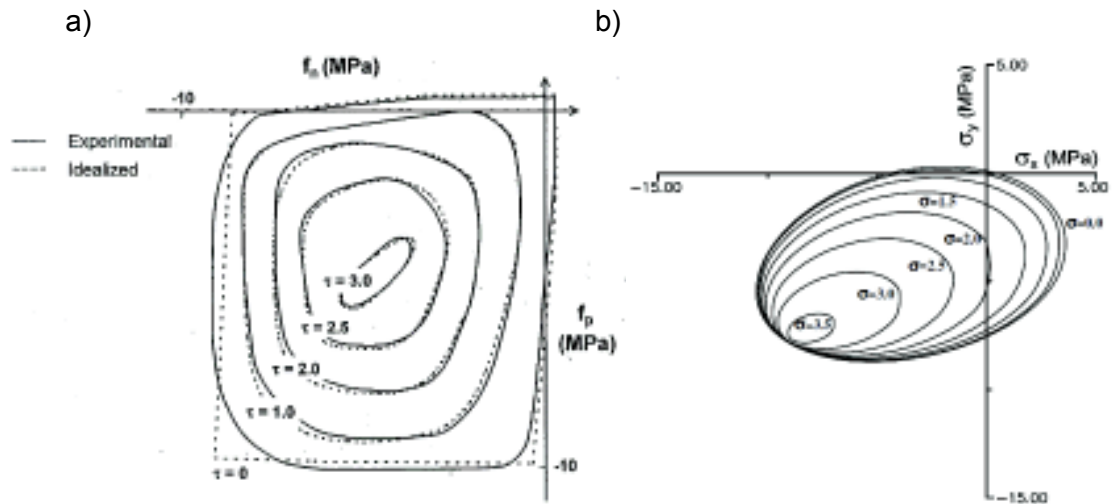 a)
b)
fn (MPa)
-10
Experimental
Idealized
τ = 3.0
τ = 2.5
τ = 2.0
τ = 1.0
τ = 0
fp
(MPa)
-10
5.00
σy (MPa)
σx (MPa)
-15.00
5.00
σ=0.0
σ=1.5
σ=2.0
σ=2.5
σ=3.0
σ=3.5
-15.00